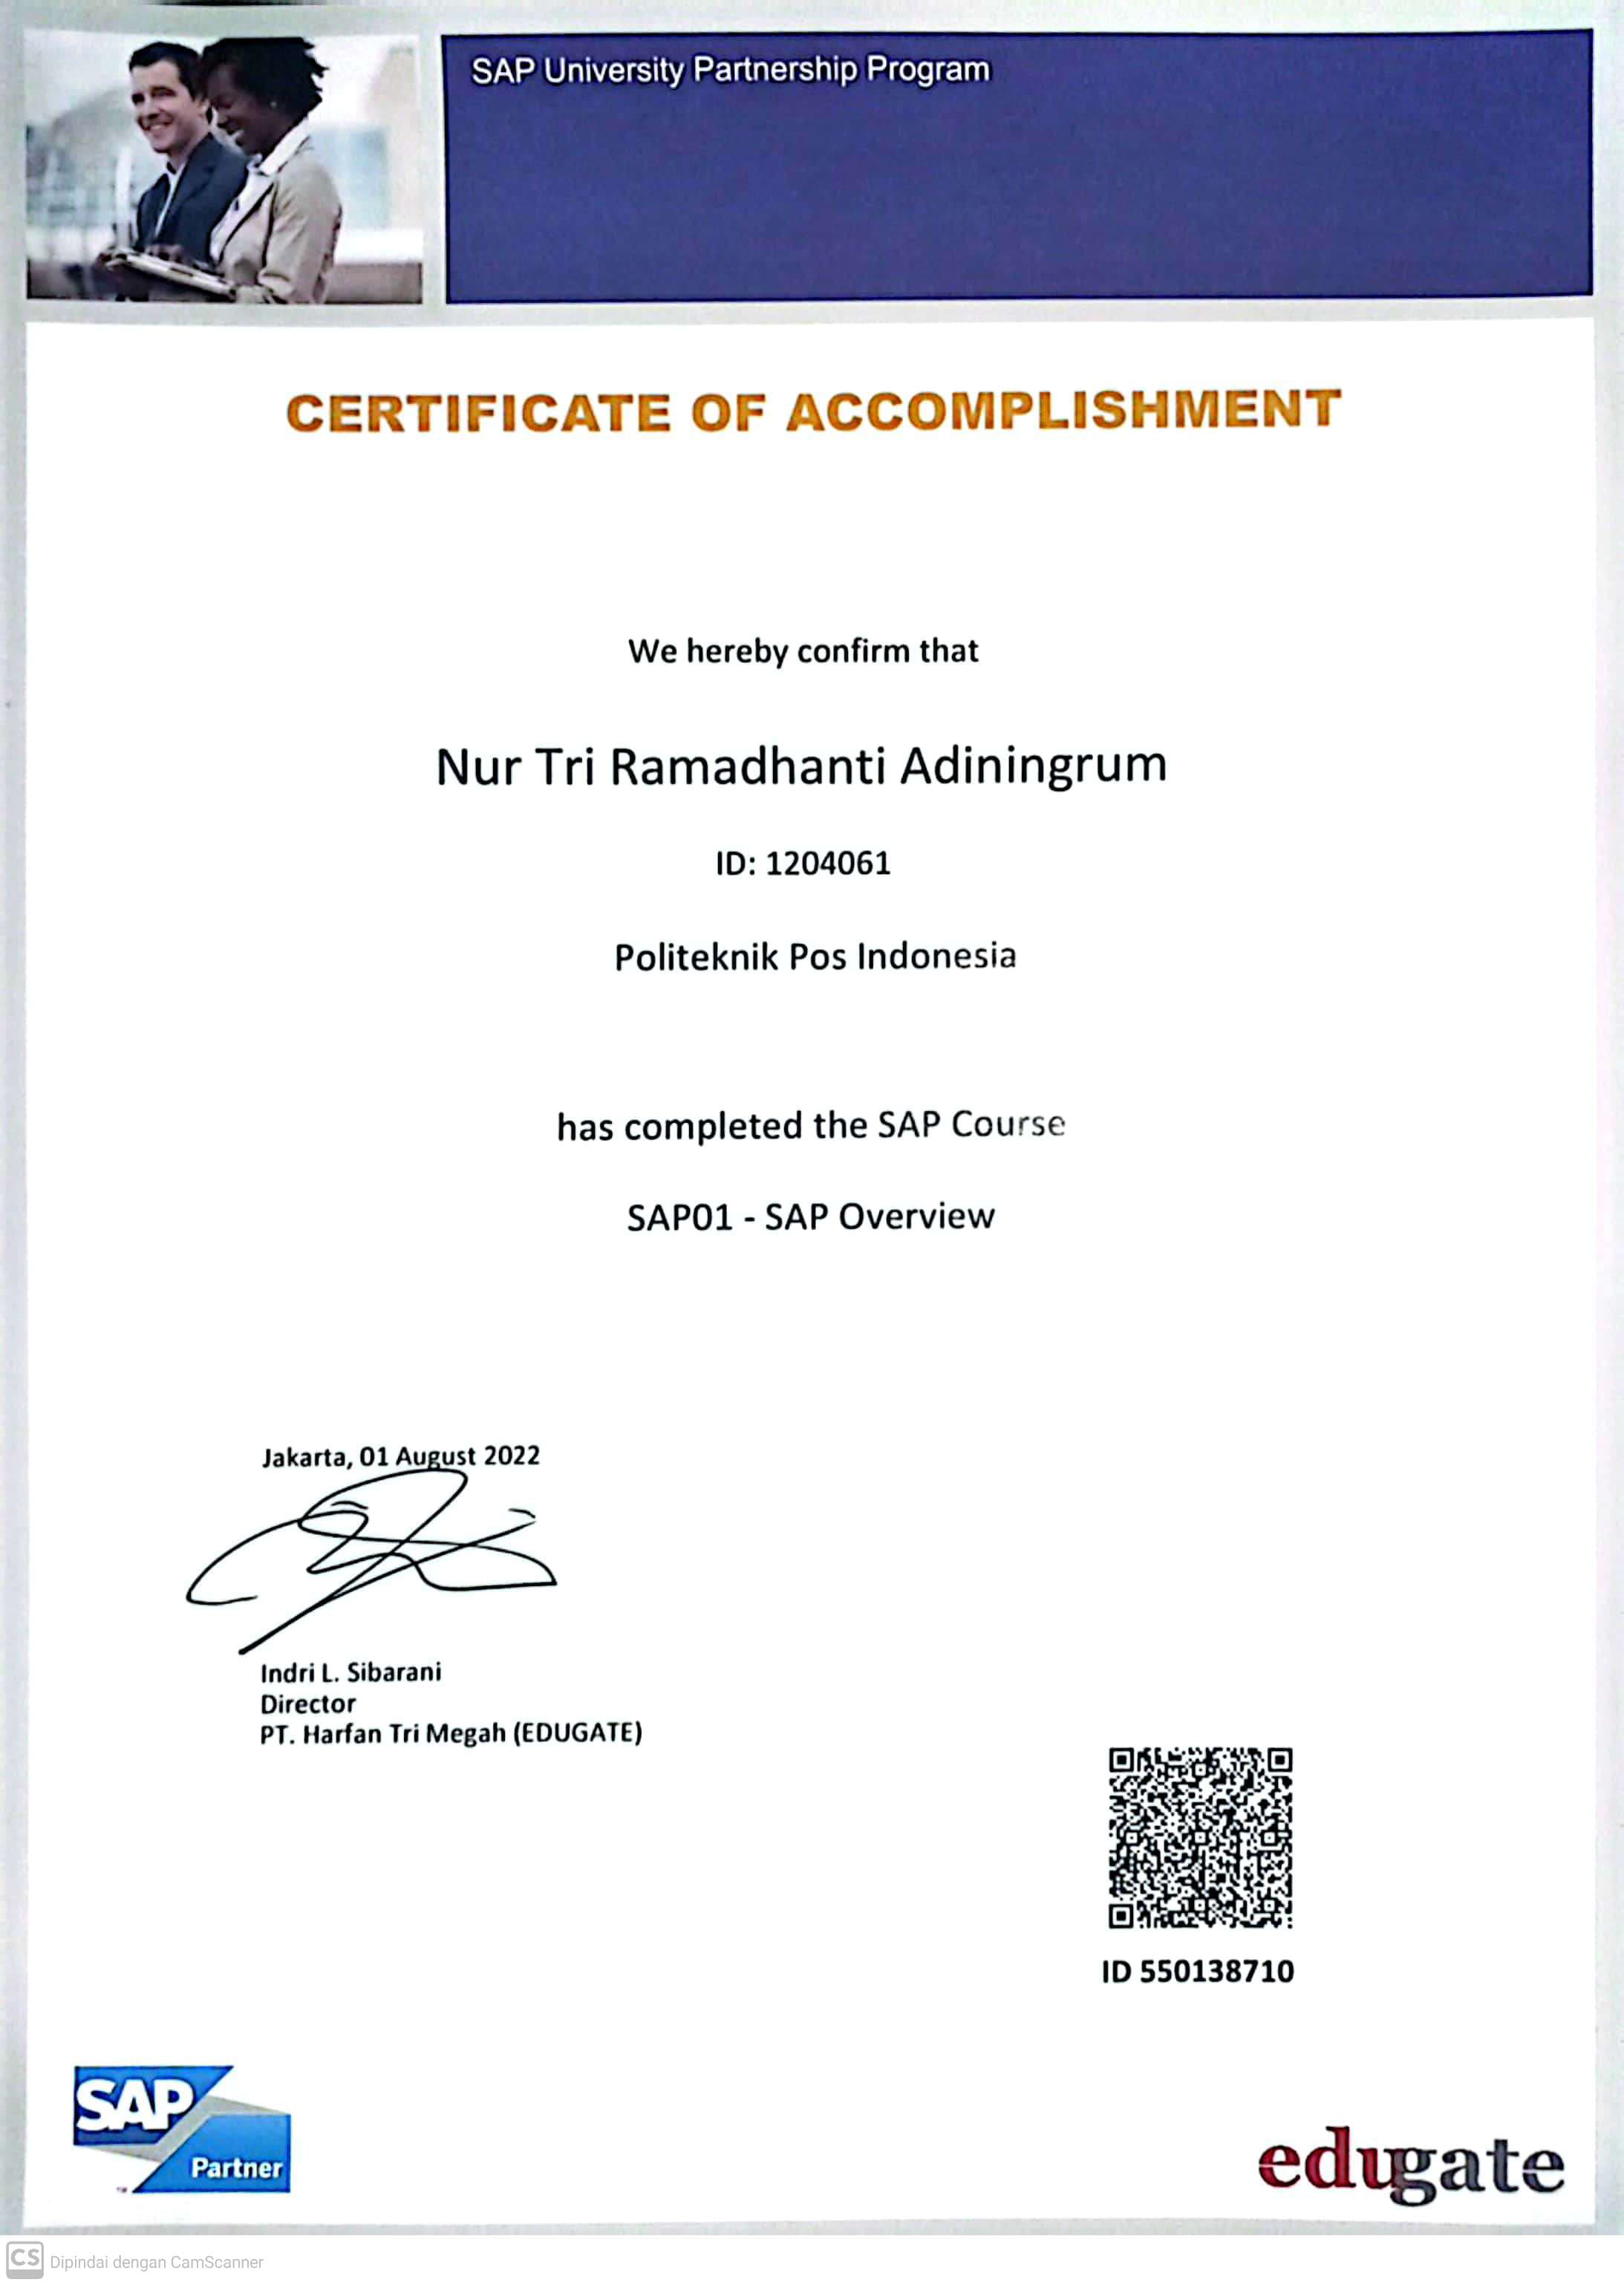 SAP University Partnership Program
CERTIFICATE OF ACCOMPLISHMENT
We hereby confirm that
Nur Tri Ramadhanti Adiningrum
ID: 1204061
Politeknik Pos Indonesia
has completed the SAP Course
SAP01 - SAP Overview
Jakarta, 01 August 2022
Indri L. Sibarani
Director
PT. Harfan Tri Megah (EDUGATE)
ID 550138710
SAP
Partner
edugate
CS Dipindai dengan CamScanner